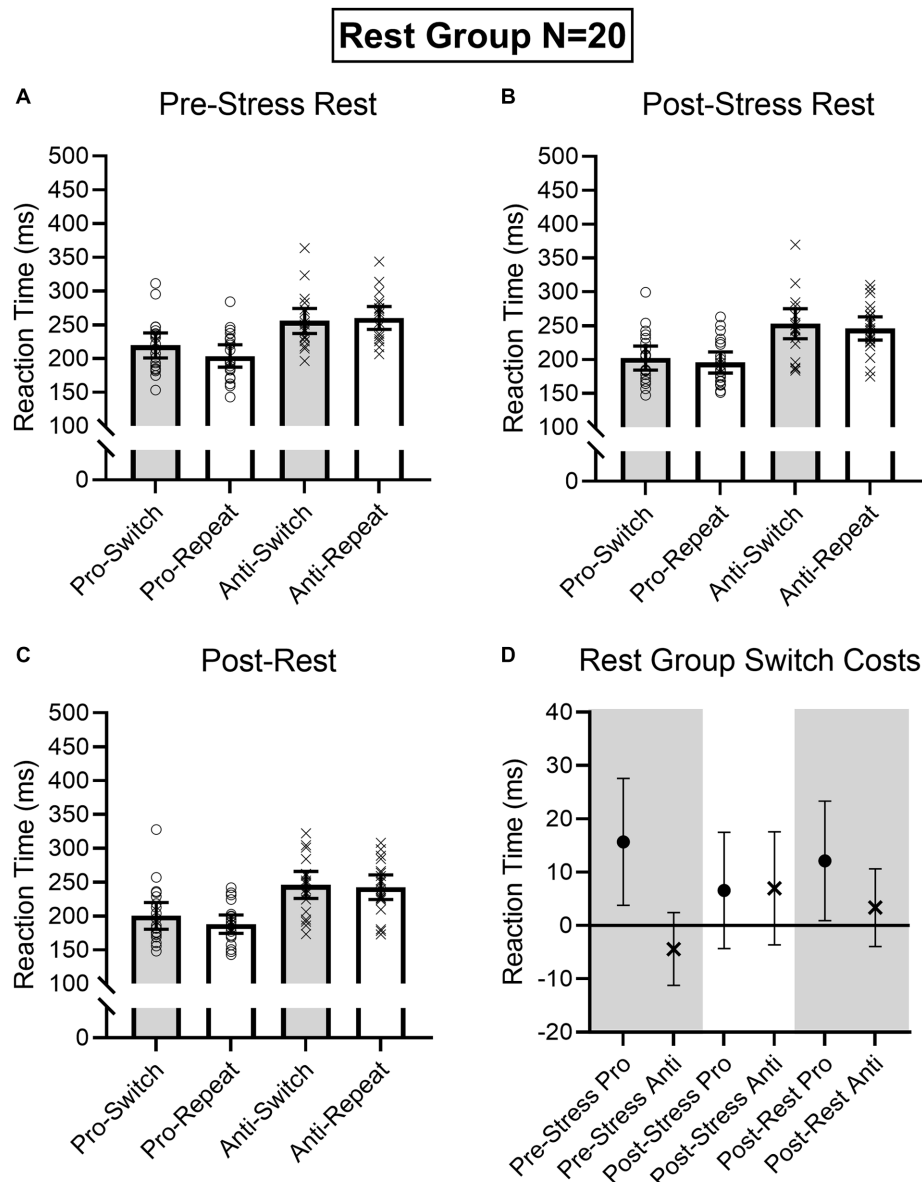 Rest Group N=20
A
Pre-Stress Rest
Reaction Time (ms)
500
450
400
350
300
250
200
150
100
0
Pro-Switch
Pro-Repeat
Anti-Switch
Anti-Repeat
B
Post-Stress Rest
Reaction Time (ms)
500
450
400
350
300
250
200
150
100
0
Pro-Switch
Pro-Repeat
Anti-Switch
Anti-Repeat
C
Post-Rest
Reaction Time (ms)
500
450
400
350
300
250
200
150
100
0
Pro-Switch
Pro-Repeat
Anti-Switch
Anti-Repeat
D
Rest Group Switch Costs
Reaction Time (ms)
40
30
20
10
0
-10
-20
Pre-Stress Pro
Pre-Stress Anti
Post-Stress Pro
Post-Stress Anti
Post-Rest Pro
Post-Rest Anti